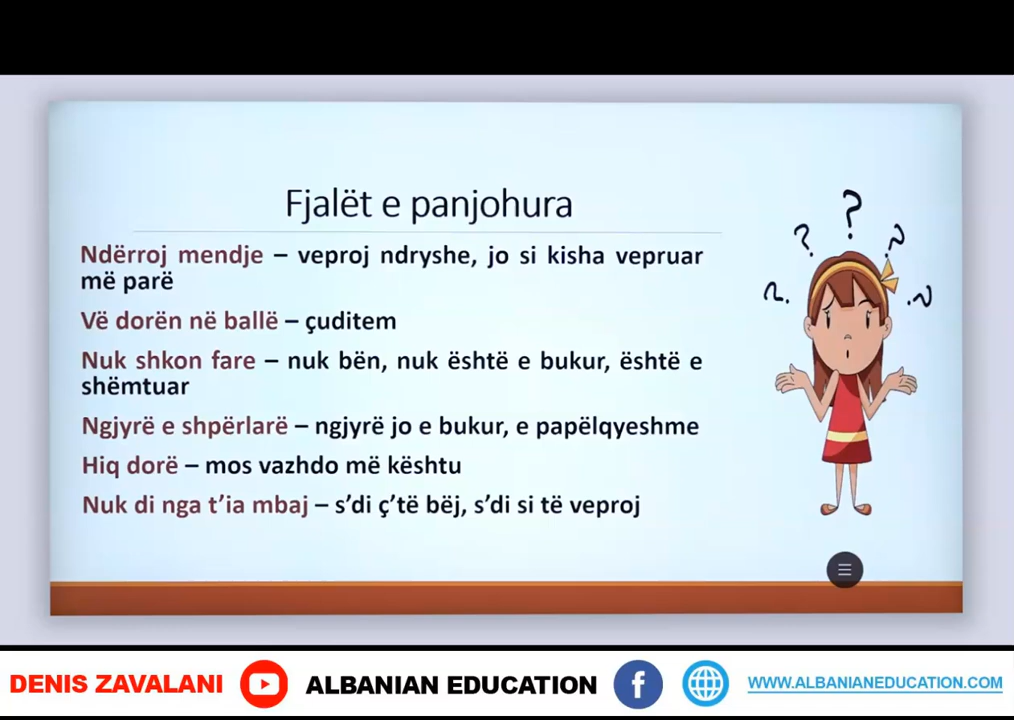 Fjalët e panjohura
Ndërroj mendje – veproj ndryshe, jo si kisha vepruar
më parë
Vë dorën në ballë – çuditem
Nuk shkon fare – nuk bën, nuk është e bukur, është e
shëmtuar
Ngjyrë e shpërlarë – ngjyrë jo e bukur, e papëlqyeshme
Hiq dorë – mos vazhdo më kështu
Nuk di nga t’ia mbaj – s’di ç’të bëj, s’di si të veproj
DENIS ZAVALANI ALBANIAN EDUCATION f WWW.ALBANIANEDUCATION.COM